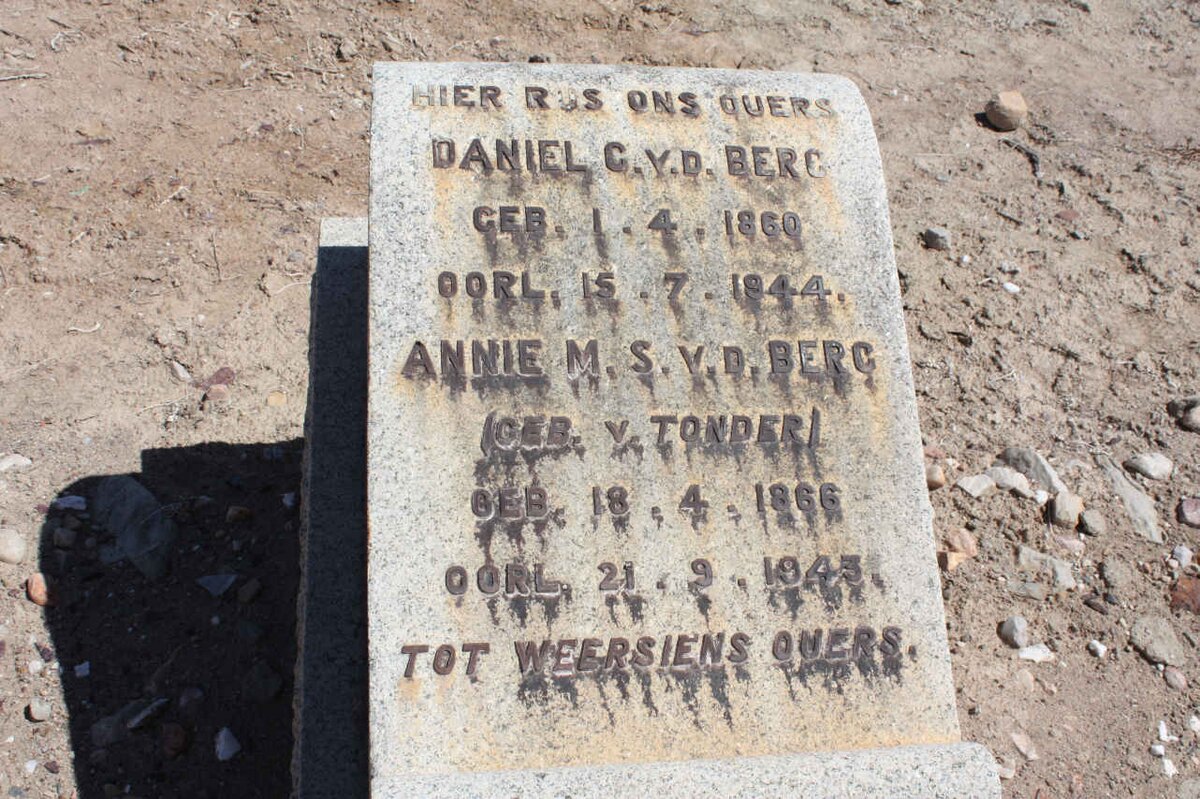 HIER RUS ONS OUERS
DANIEL G. V.D. BERG
GEB. 1 . 4 . 1860
OORL. 15 . 7 . 1944.
ANNIE M. S. V.D. BERG
(GEB. V. TONDER)
GEB. 18 . 4 . 1866
OORL. 21 . 9 . 1943.
TOT WEERSIENS OUERS.